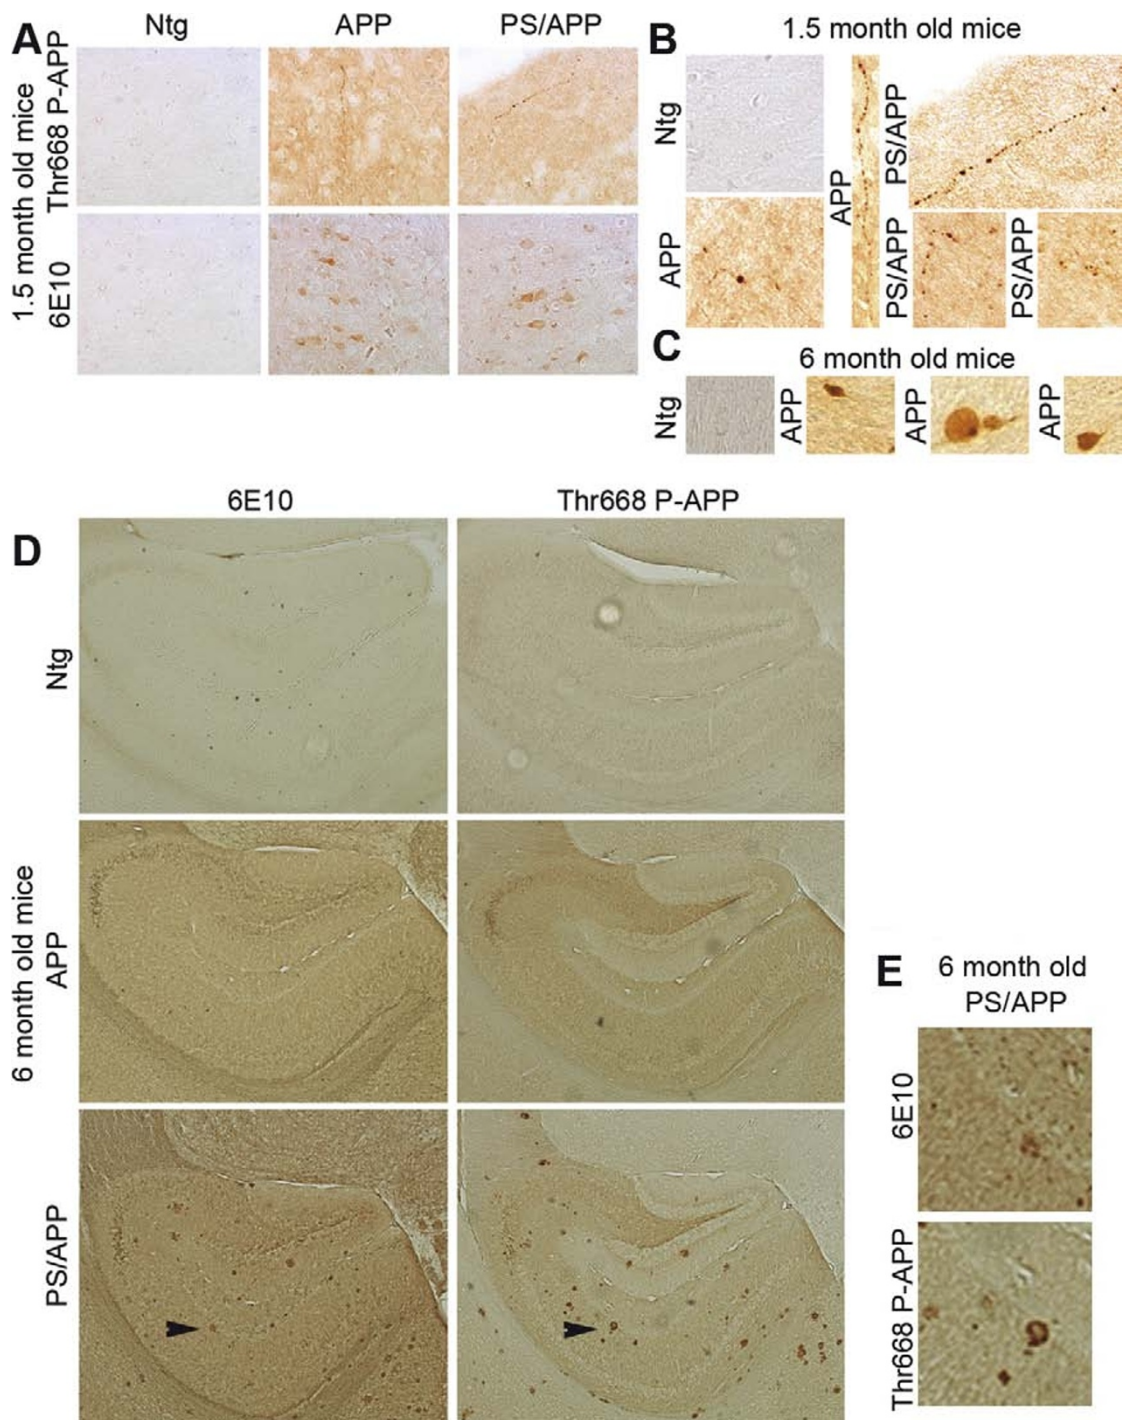 A
Ntg
APP
PS/APP
1.5 month old mice
Thr668 P-APP
6E10
B
1.5 month old mice
Ntg
APP
APP
PS/APP
PS/APP
PS/APP
C
6 month old mice
Ntg
APP
APP
APP
D
6E10
Thr668 P-APP
6 month old mice
Ntg
APP
PS/APP
E
6 month old
PS/APP
6E10
Thr668 P-APP